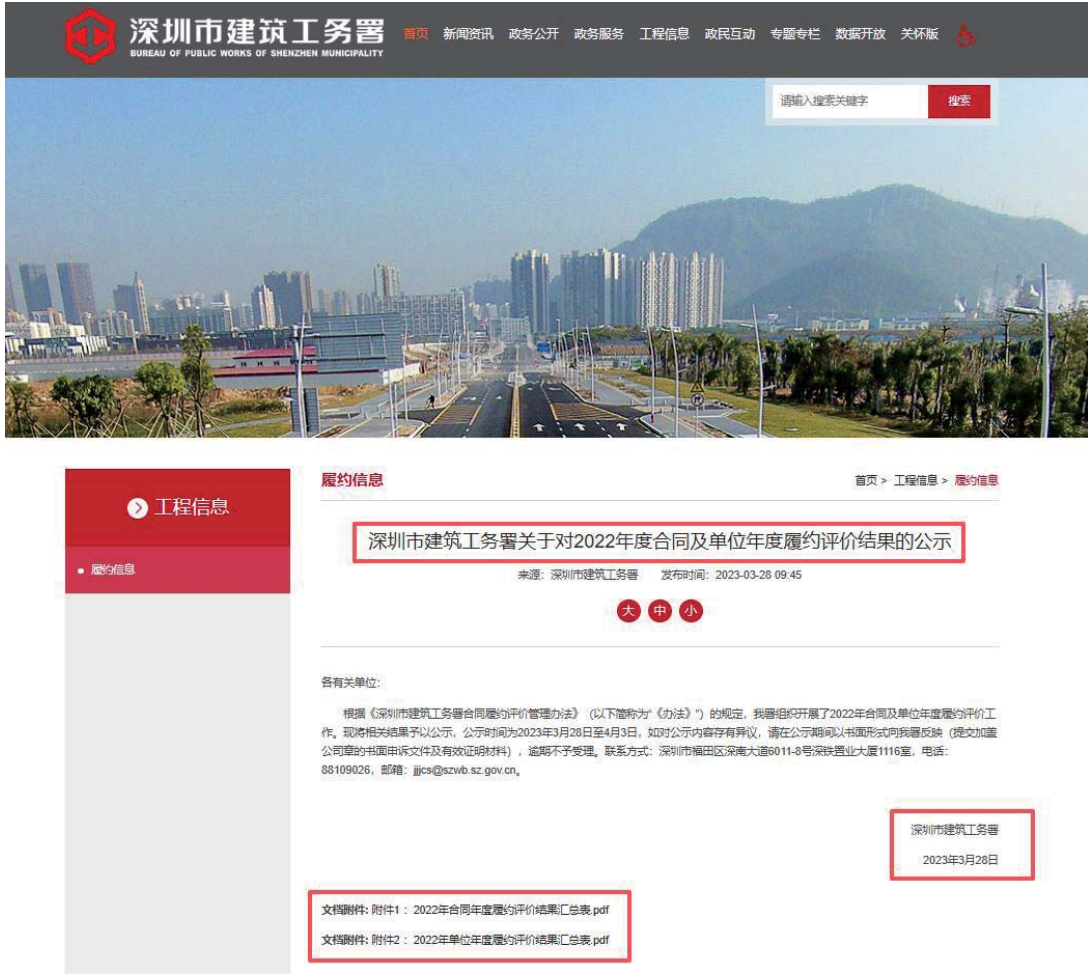 深圳市建筑工务署
BUREAU OF PUBLIC WORKS OF SHENZHEN MUNICIPALITY
首页 新闻资讯 政务公开 政务服务 工程信息 政民互动 专题专栏 数据开放 关怀版
请输入搜索关键字 搜索
工程信息
履约信息
履约信息
首页 > 工程信息 > 履约信息
深圳市建筑工务署关于对2022年度合同及单位年度履约评价结果的公示
来源：深圳市建筑工务署 发布时间：2023-03-28 09:45
大 中 小
各有关单位：
根据《深圳市建筑工务署合同履约评价管理办法》（以下简称为“《办法》”）的规定，我署组织开展了2022年合同及单位年度履约评价工
作。现将相关结果予以公示，公示时间为2023年3月28日至4月3日，如对公示内容存有异议，请在公示期间以书面形式向我署反映（提交加盖
公司章的书面申诉文件及有效证明材料），逾期不予受理。联系方式：深圳市福田区深南大道6011-8号深铁置业大厦1116室，电话：
88109026，邮箱：jjjcs@szwb.sz.gov.cn。
深圳市建筑工务署
2023年3月28日
文档附件: 附件1：2022年合同年度履约评价结果汇总表.pdf
文档附件: 附件2：2022年单位年度履约评价结果汇总表.pdf